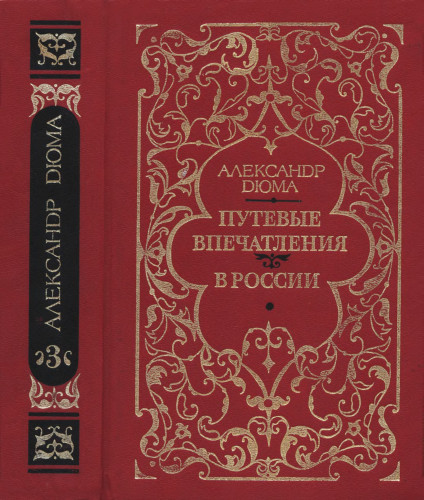 АЛЕКСАНДР ДЮМА
3
АЛЕКСАНДР
ДЮМА
ПУТЕВЫЕ
ВПЕЧАТЛЕНИЯ
В РОССИИ